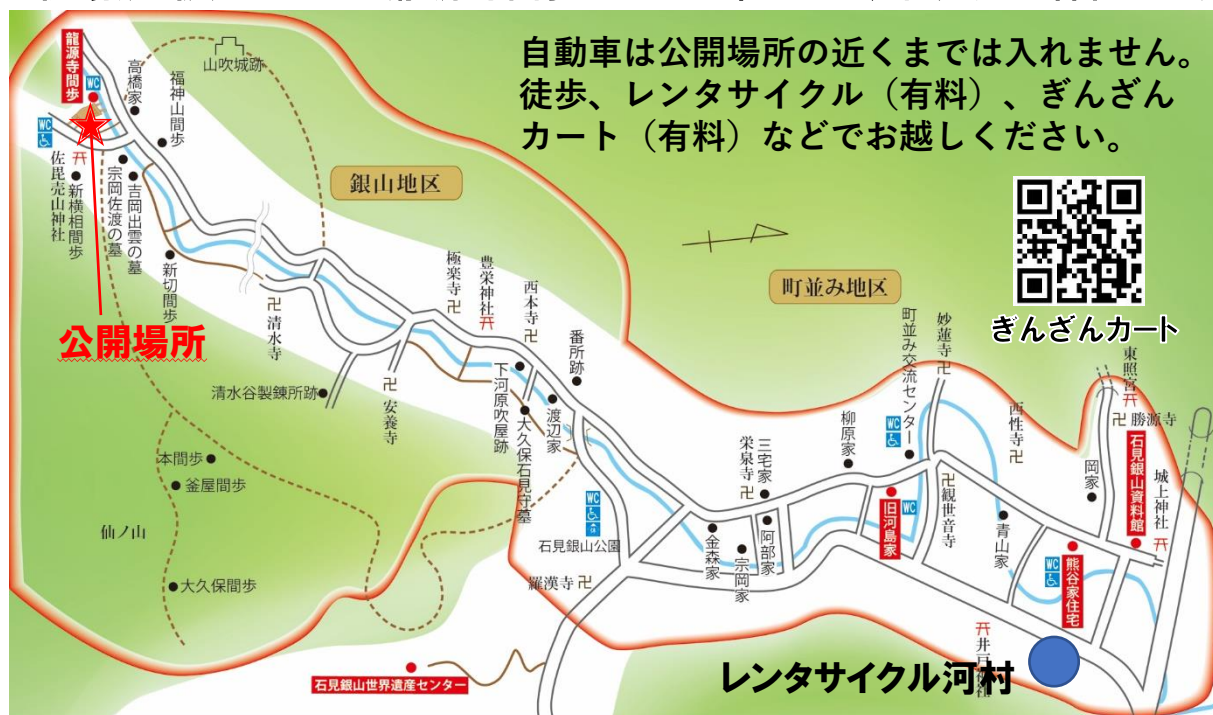 自動車は公開場所の近くまでは入れません。
徒歩、レンタサイクル（有料）、ぎんざん
カート（有料）などでお越しください。
ぎんざんカート
銀山地区
町並み地区
公開場所
龍源寺間歩
WC
WC
高橋家
福神山間歩
山吹城跡
佐毘売山神社
新横相間歩
宗岡佐渡の墓
吉岡出雲の墓
新切間歩
清水寺
清水谷製錬所跡
安養寺
極楽寺
豊栄神社
西本寺
番所跡
下河原吹屋跡
大久保石見守墓
渡辺家
本間歩
釜屋間歩
仙ノ山
大久保間歩
WC
石見銀山公園
羅漢寺
石見銀山世界遺産センター
金森家
宗岡家
阿部家
三宅家
栄泉寺
柳原家
WC
町並み交流センター
妙蓮寺
旧河島家
WC
観世音寺
西性寺
青山家
岡家
WC
熊谷家住宅
東照宮
勝源寺
石見銀山資料館
城上神社
レンタサイクル河村